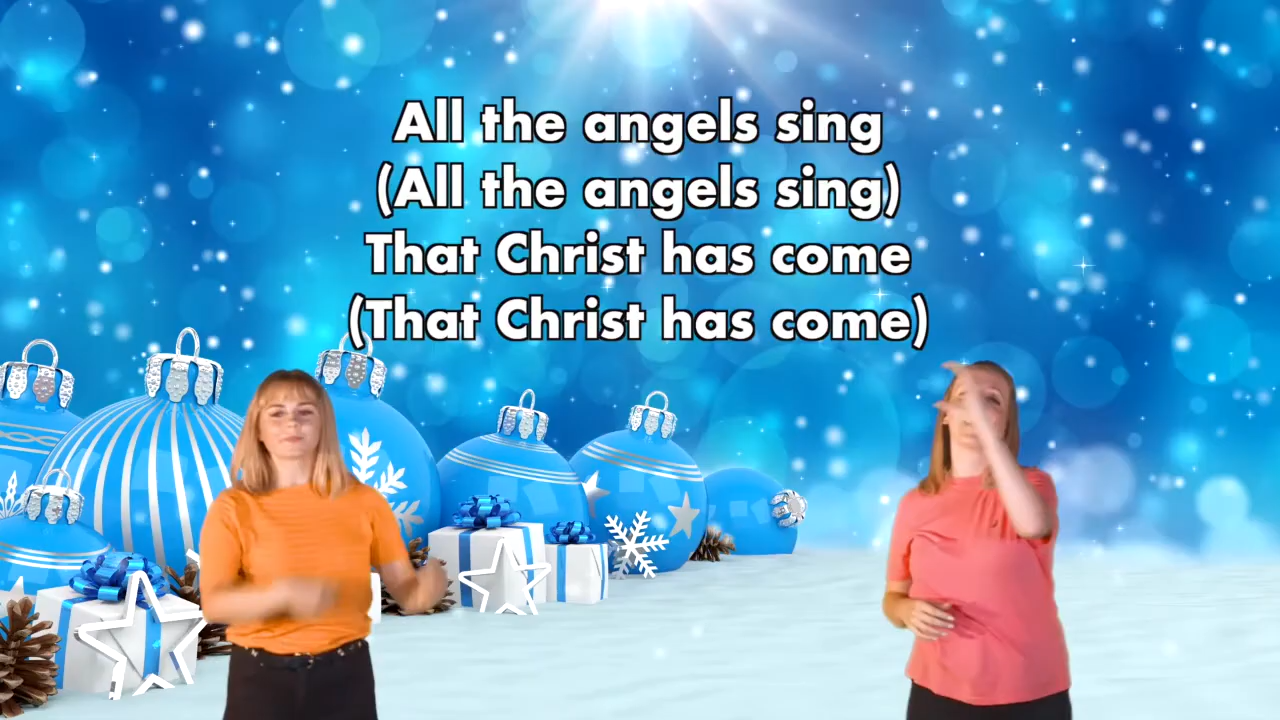 All the angels sing
(All the angels sing)
That Christ has come
(That Christ has come)